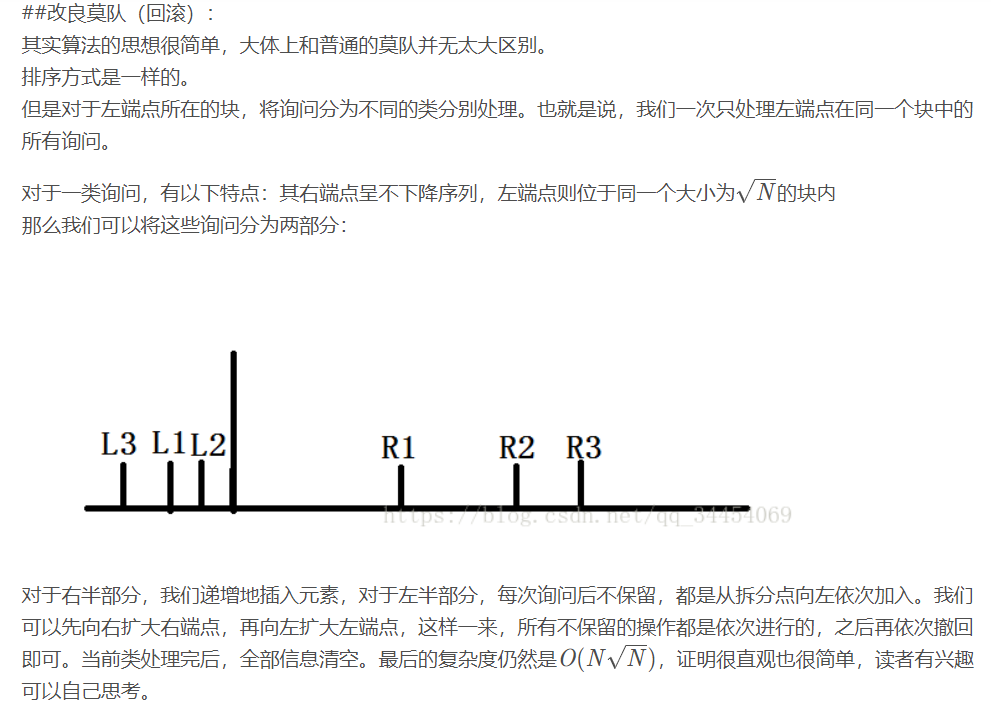 ##改良莫队（回滚）：
其实算法的思想很简单，大体上和普通的莫队并无太大区别。
排序方式是一样的。
但是对于左端点所在的块，将询问分为不同的类分别处理。也就是说，我们一次只处理左端点在同一个块中的
所有询问。
对于一类询问，有以下特点：其右端点呈不下降序列，左端点则位于同一个大小为√N的块内
那么我们可以将这些询问分为两部分：
L3 L1 L2 R1 R2 R3
https://blog.csdn.net/qq_34454069
对于右半部分，我们递增地插入元素，对于左半部分，每次询问后不保留，都是从拆分点向左依次加入。我们
可以先向右扩大右端点，再向左扩大左端点，这样一来，所有不保留的操作都是依次进行的，之后再依次撤回
即可。当前类处理完后，全部信息清空。最后的复杂度仍然是O(N√N)，证明很直观也很简单，读者有兴趣
可以自己思考。